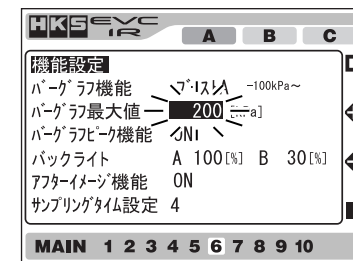 HKS EVC
IR
A B C
機能設定
バーグラフ機能 ブースト -100kPa~
バーグラフ最大値 200 [kPa]
バーグラフピーク機能 ON
バックライト A 100[%] B 30[%]
アフターイメージ機能 ON
サンプリングタイム設定 4
MAIN 1 2 3 4 5 6 7 8 9 10